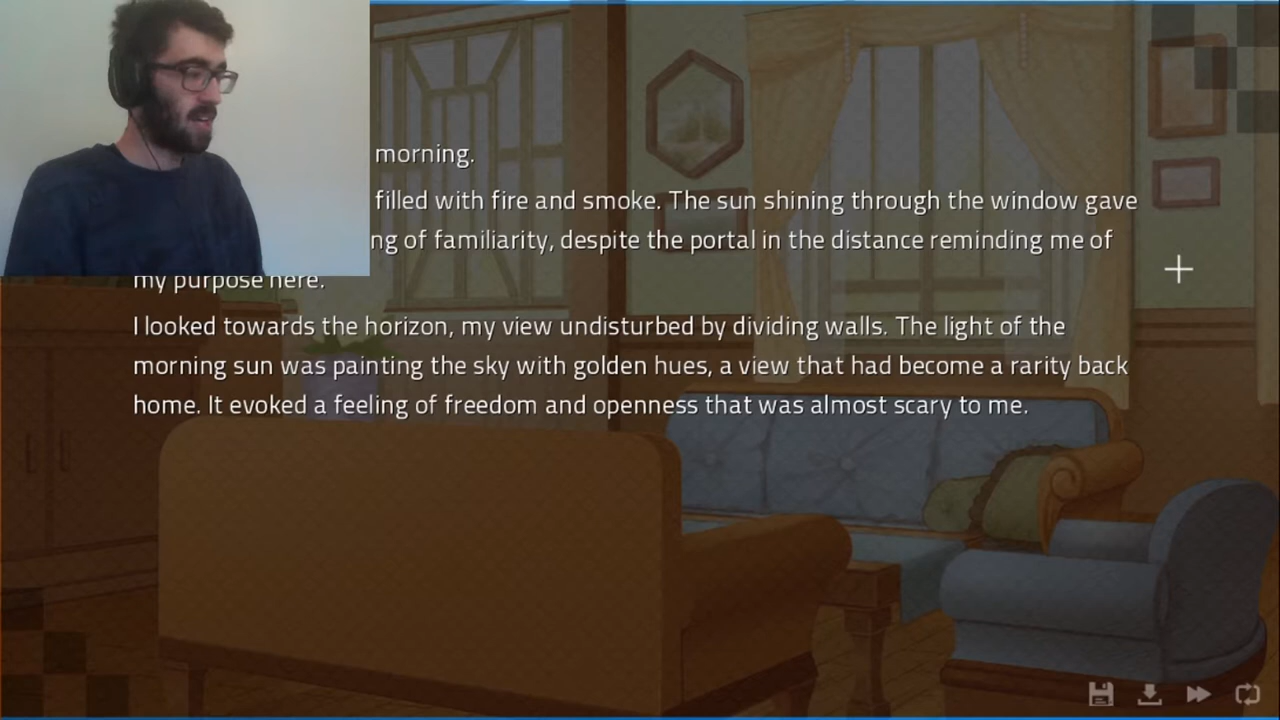 morning.
filled with fire and smoke. The sun shining through the window gave
ng of familiarity, despite the portal in the distance reminding me of
my purpose here.
I looked towards the horizon, my view undisturbed by dividing walls. The light of the
morning sun was painting the sky with golden hues, a view that had become a rarity back
home. It evoked a feeling of freedom and openness that was almost scary to me.